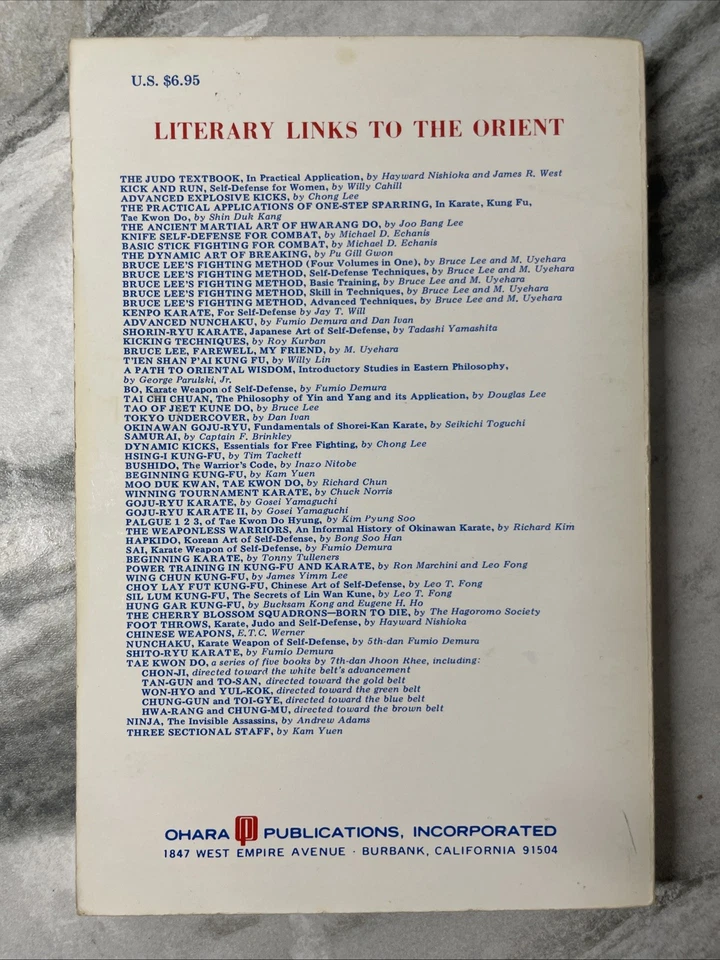 U.S. $6.95
LITERARY LINKS TO THE ORIENT
THE JUDO TEXTBOOK, In Practical Application, by Hayward Nishioka and James R. West
KICK AND RUN, Self-Defense for Women, by Willy Cahill
ADVANCED EXPLOSIVE KICKS, by Chong Lee
THE PRACTICAL APPLICATIONS OF ONE-STEP SPARRING, In Karate, Kung Fu,
Tae Kwon Do, by Shin Duk Kang
THE ANCIENT MARTIAL ART OF HWARANG DO, by Joo Bang Lee
KNIFE SELF-DEFENSE FOR COMBAT, by Michael D. Echanis
BASIC STICK FIGHTING FOR COMBAT, by Michael D. Echanis
THE DYNAMIC ART OF BREAKING, by Pu Gill Gwon
BRUCE LEE'S FIGHTING METHOD (Four Volumes in One), by Bruce Lee and M. Uyehara
BRUCE LEE'S FIGHTING METHOD, Self-Defense Techniques, by Bruce Lee and M. Uyehara
BRUCE LEE'S FIGHTING METHOD, Basic Training, by Bruce Lee and M. Uyehara
BRUCE LEE'S FIGHTING METHOD, Skill in Techniques, by Bruce Lee and M. Uyehara
BRUCE LEE'S FIGHTING METHOD, Advanced Techniques, by Bruce Lee and M. Uyehara
KENPO KARATE, For Self-Defense by Jay T. Will
ADVANCED NUNCHAKU, by Fumio Demura and Dan Ivan
SHORIN-RYU KARATE, Japanese Art of Self-Defense, by Tadashi Yamashita
KICKING TECHNIQUES, by Roy Kurban
BRUCE LEE, FAREWELL, MY FRIEND, by M. Uyehara
T'IEN SHAN P'AI KUNG FU, by Willy Lin
A PATH TO ORIENTAL WISDOM, Introductory Studies in Eastern Philosophy,
by George Parulski, Jr.
BO, Karate Weapon of Self-Defense, by Fumio Demura
TAI CHI CHUAN, The Philosophy of Yin and Yang and its Application, by Douglas Lee
TAO OF JEET KUNE DO, by Bruce Lee
TOKYO UNDERCOVER, by Dan Ivan
OKINAWAN GOJU-RYU, Fundamentals of Shorei-Kan Karate, by Seikichi Toguchi
SAMURAI, by Captain F. Brinkley
DYNAMIC KICKS, Essentials for Free Fighting, by Chong Lee
HSING-I KUNG-FU, by Tim Tackett
BUSHIDO, The Warrior's Code, by Inazo Nitobe
BEGINNING KUNG-FU, by Kam Yuen
MOO DUK KWAN, TAE KWON DO, by Richard Chun
WINNING TOURNAMENT KARATE, by Chuck Norris
GOJU-RYU KARATE, by Gosei Yamaguchi
GOJU-RYU KARATE II, by Gosei Yamaguchi
PALGUE 1 2 3, of Tae Kwon Do Hyung, by Kim Pyung Soo
THE WEAPONLESS WARRIORS, An Informal History of Okinawan Karate, by Richard Kim
HAPKIDO, Korean Art of Self-Defense, by Bong Soo Han
SAI, Karate Weapon of Self-Defense, by Fumio Demura
BEGINNING KARATE, by Tonny Tulleners
POWER TRAINING IN KUNG-FU AND KARATE, by Ron Marchini and Leo Fong
WING CHUN KUNG-FU, by James Yimm Lee
CHOY LAY FUT KUNG-FU, Chinese Art of Self-Defense, by Leo T. Fong
SIL LUM KUNG-FU, The Secrets of Lin Wan Kune, by Leo T. Fong
HUNG GAR KUNG-FU, by Bucksam Kong and Eugene H. Ho
THE CHERRY BLOSSOM SQUADRONS—BORN TO DIE, by The Hagoromo Society
FOOT THROWS, Karate, Judo and Self-Defense, by Hayward Nishioka
CHINESE WEAPONS, E.T.C. Werner
NUNCHAKU, Karate Weapon of Self-Defense, by 5th-dan Fumio Demura
SHITO-RYU KARATE, by Fumio Demura
TAE KWON DO, a series of five books by 7th-dan Jhoon Rhee, including:
CHON-JI, directed toward the white belt's advancement
TAN-GUN and TO-SAN, directed toward the gold belt
WON-HYO and YUL-KOK, directed toward the green belt
CHUNG-GUN and TOI-GYE, directed toward the blue belt
HWA-RANG and CHUNG-MU, directed toward the brown belt
NINJA, The Invisible Assassins, by Andrew Adams
THREE SECTIONAL STAFF, by Kam Yuen
OHARA PUBLICATIONS, INCORPORATED
1847 WEST EMPIRE AVENUE · BURBANK, CALIFORNIA 91504